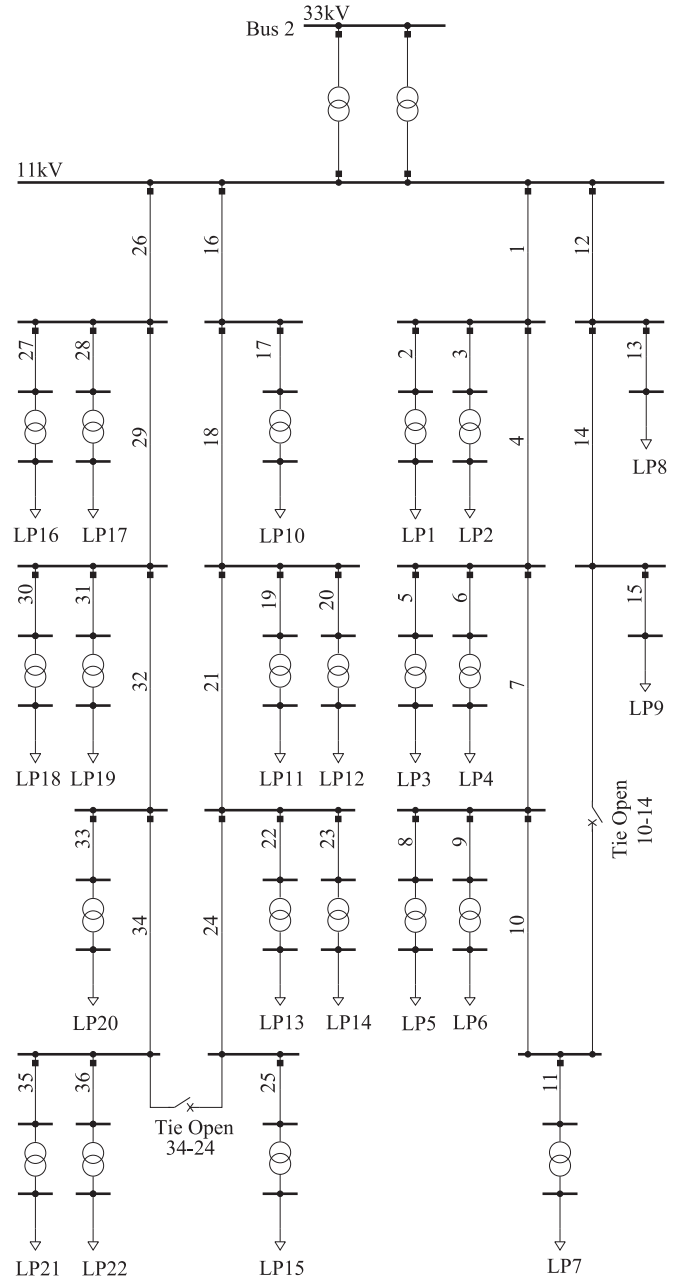 33kV
Bus 2
11kV
26
16
1
12
27
28
17
2
3
13
29
18
4
14
LP8
LP16
LP17
LP10
LP1
LP2
30
31
19
20
5
6
15
32
21
7
LP9
LP18
LP19
LP11
LP12
LP3
LP4
Tie Open
10-14
33
22
23
8
9
34
24
10
LP20
LP13
LP14
LP5
LP6
35
36
25
11
Tie Open
34-24
LP21
LP22
LP15
LP7